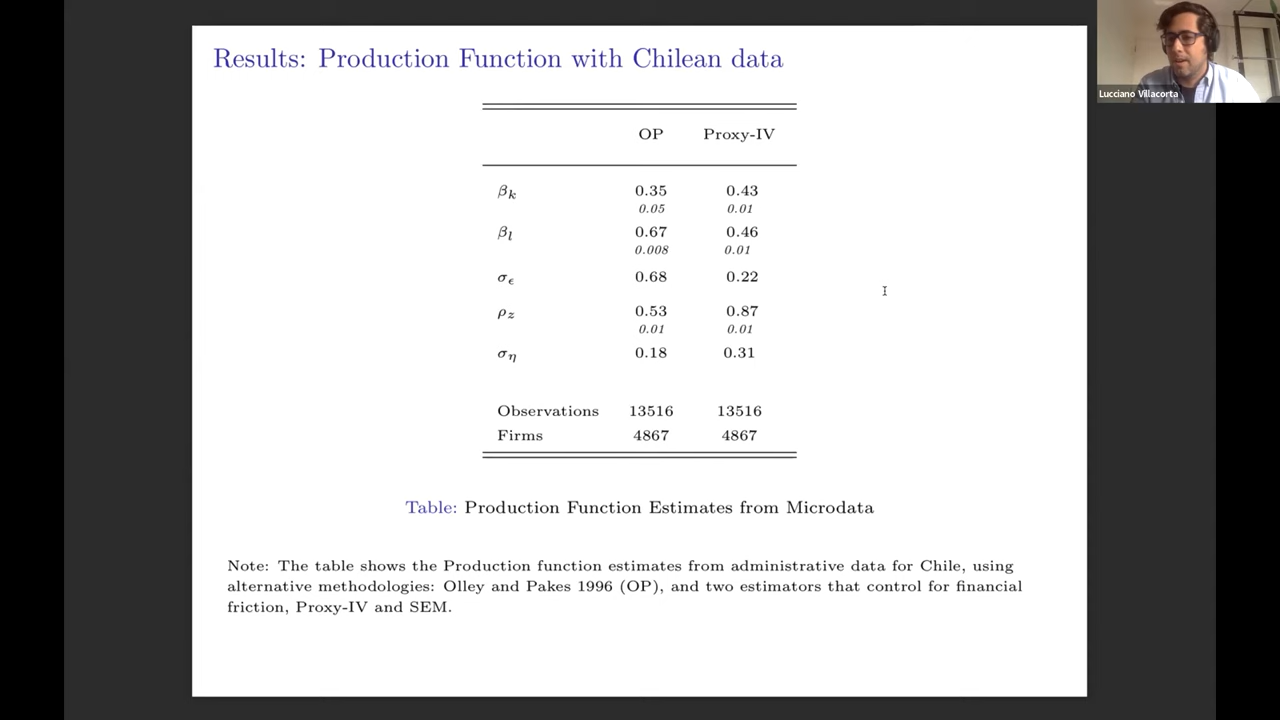 Results: Production Function with Chilean data
Lucciano Villacorta
OP Proxy-IV
βk 0.35 0.43
0.05 0.01
βl 0.67 0.46
0.008 0.01
σϵ 0.68 0.22
ρz 0.53 0.87
0.01 0.01
ση 0.18 0.31
Observations 13516 13516
Firms 4867 4867
Table: Production Function Estimates from Microdata
Note: The table shows the Production function estimates from administrative data for Chile, using
alternative methodologies: Olley and Pakes 1996 (OP), and two estimators that control for financial
friction, Proxy-IV and SEM.